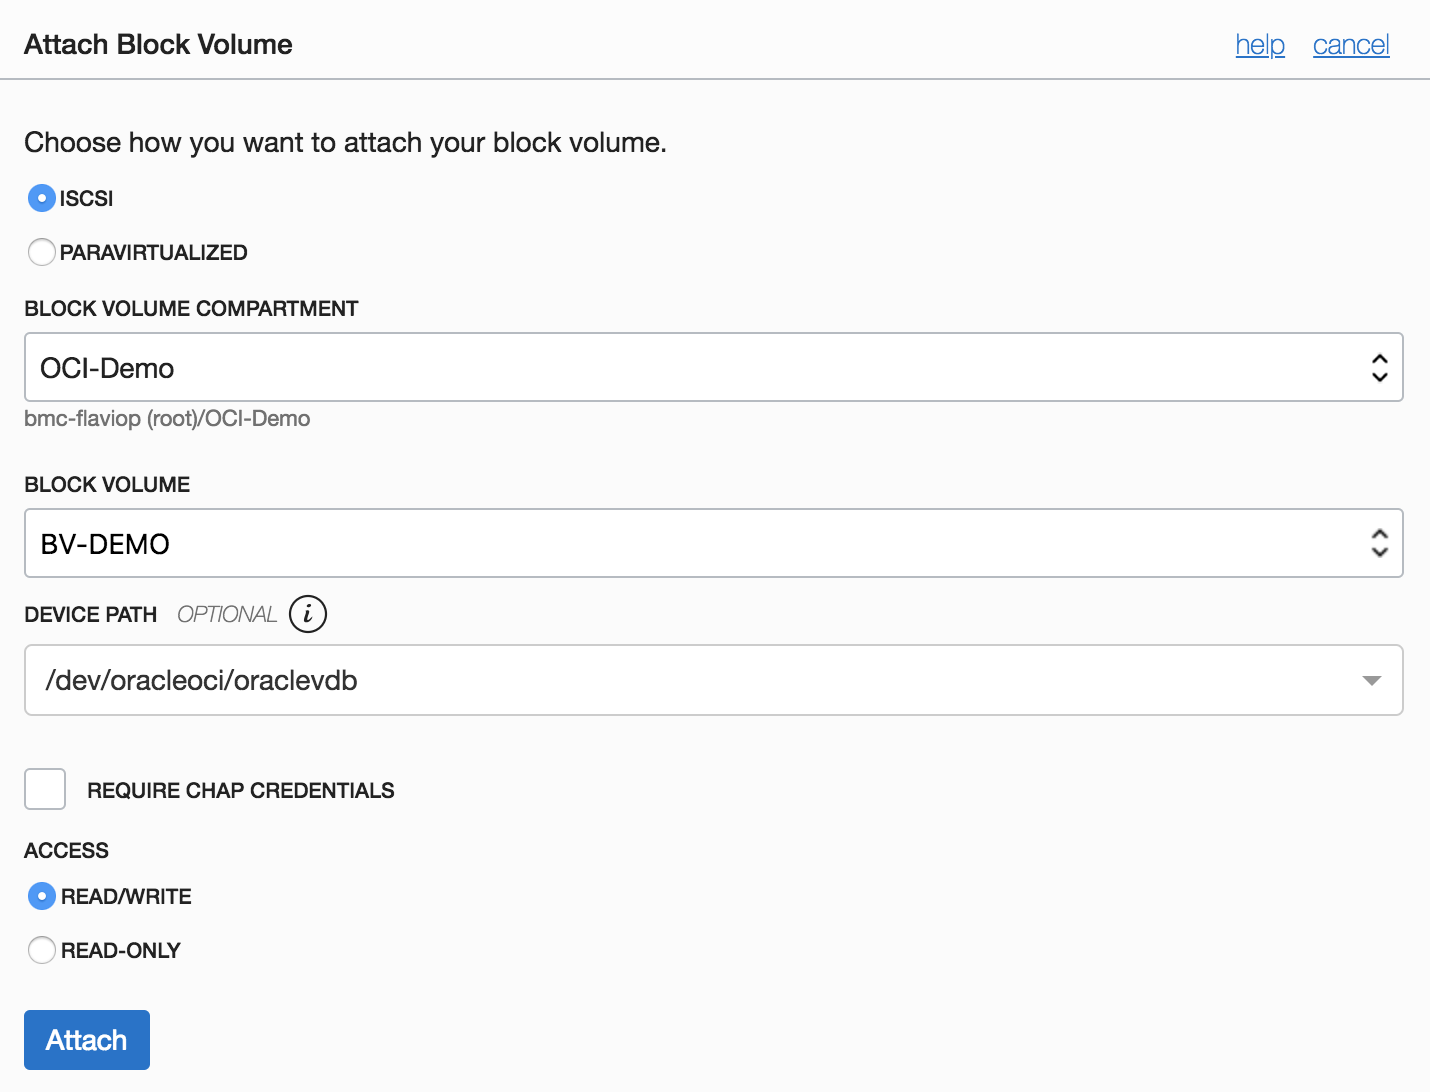 Attach Block Volume help cancel
Choose how you want to attach your block volume.
ISCSI
PARAVIRTUALIZED
BLOCK VOLUME COMPARTMENT
OCI-Demo
bmc-flaviop (root)/OCI-Demo
BLOCK VOLUME
BV-DEMO
DEVICE PATH OPTIONAL i
/dev/oracleoci/oraclevdb
REQUIRE CHAP CREDENTIALS
ACCESS
READ/WRITE
READ-ONLY
Attach